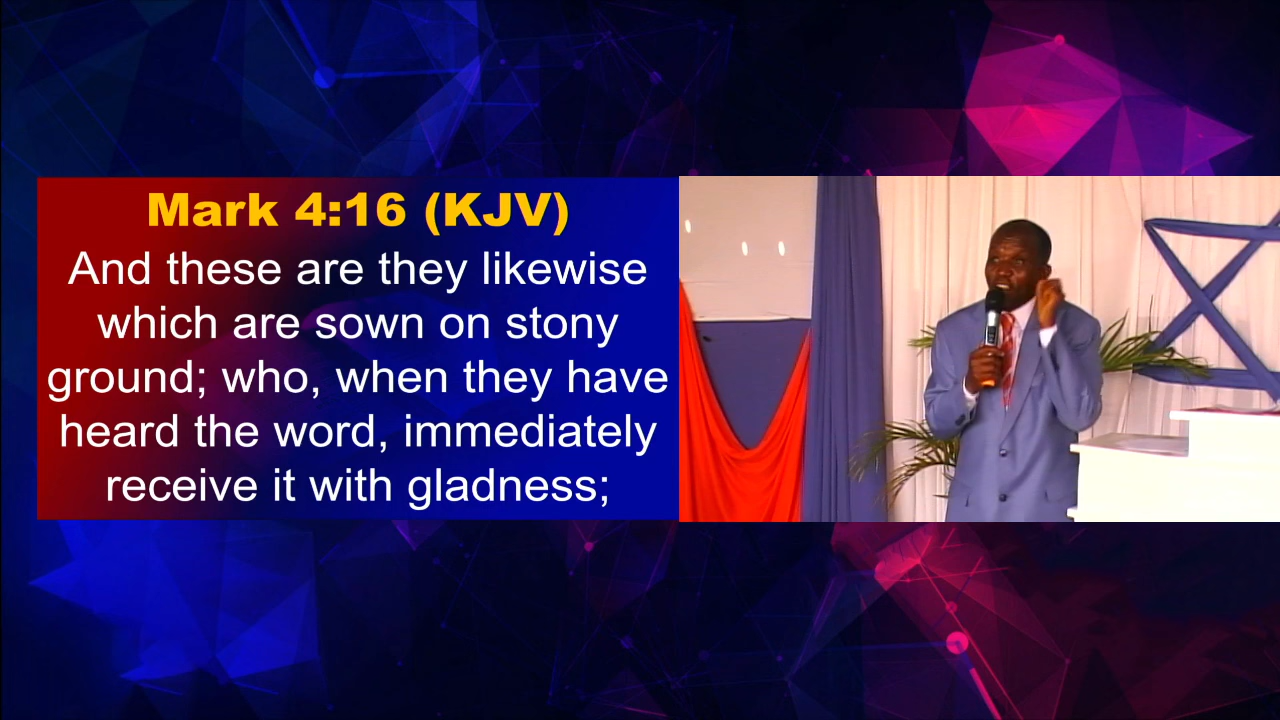 Mark 4:16 (KJV)
And these are they likewise
which are sown on stony
ground; who, when they have
heard the word, immediately
receive it with gladness;